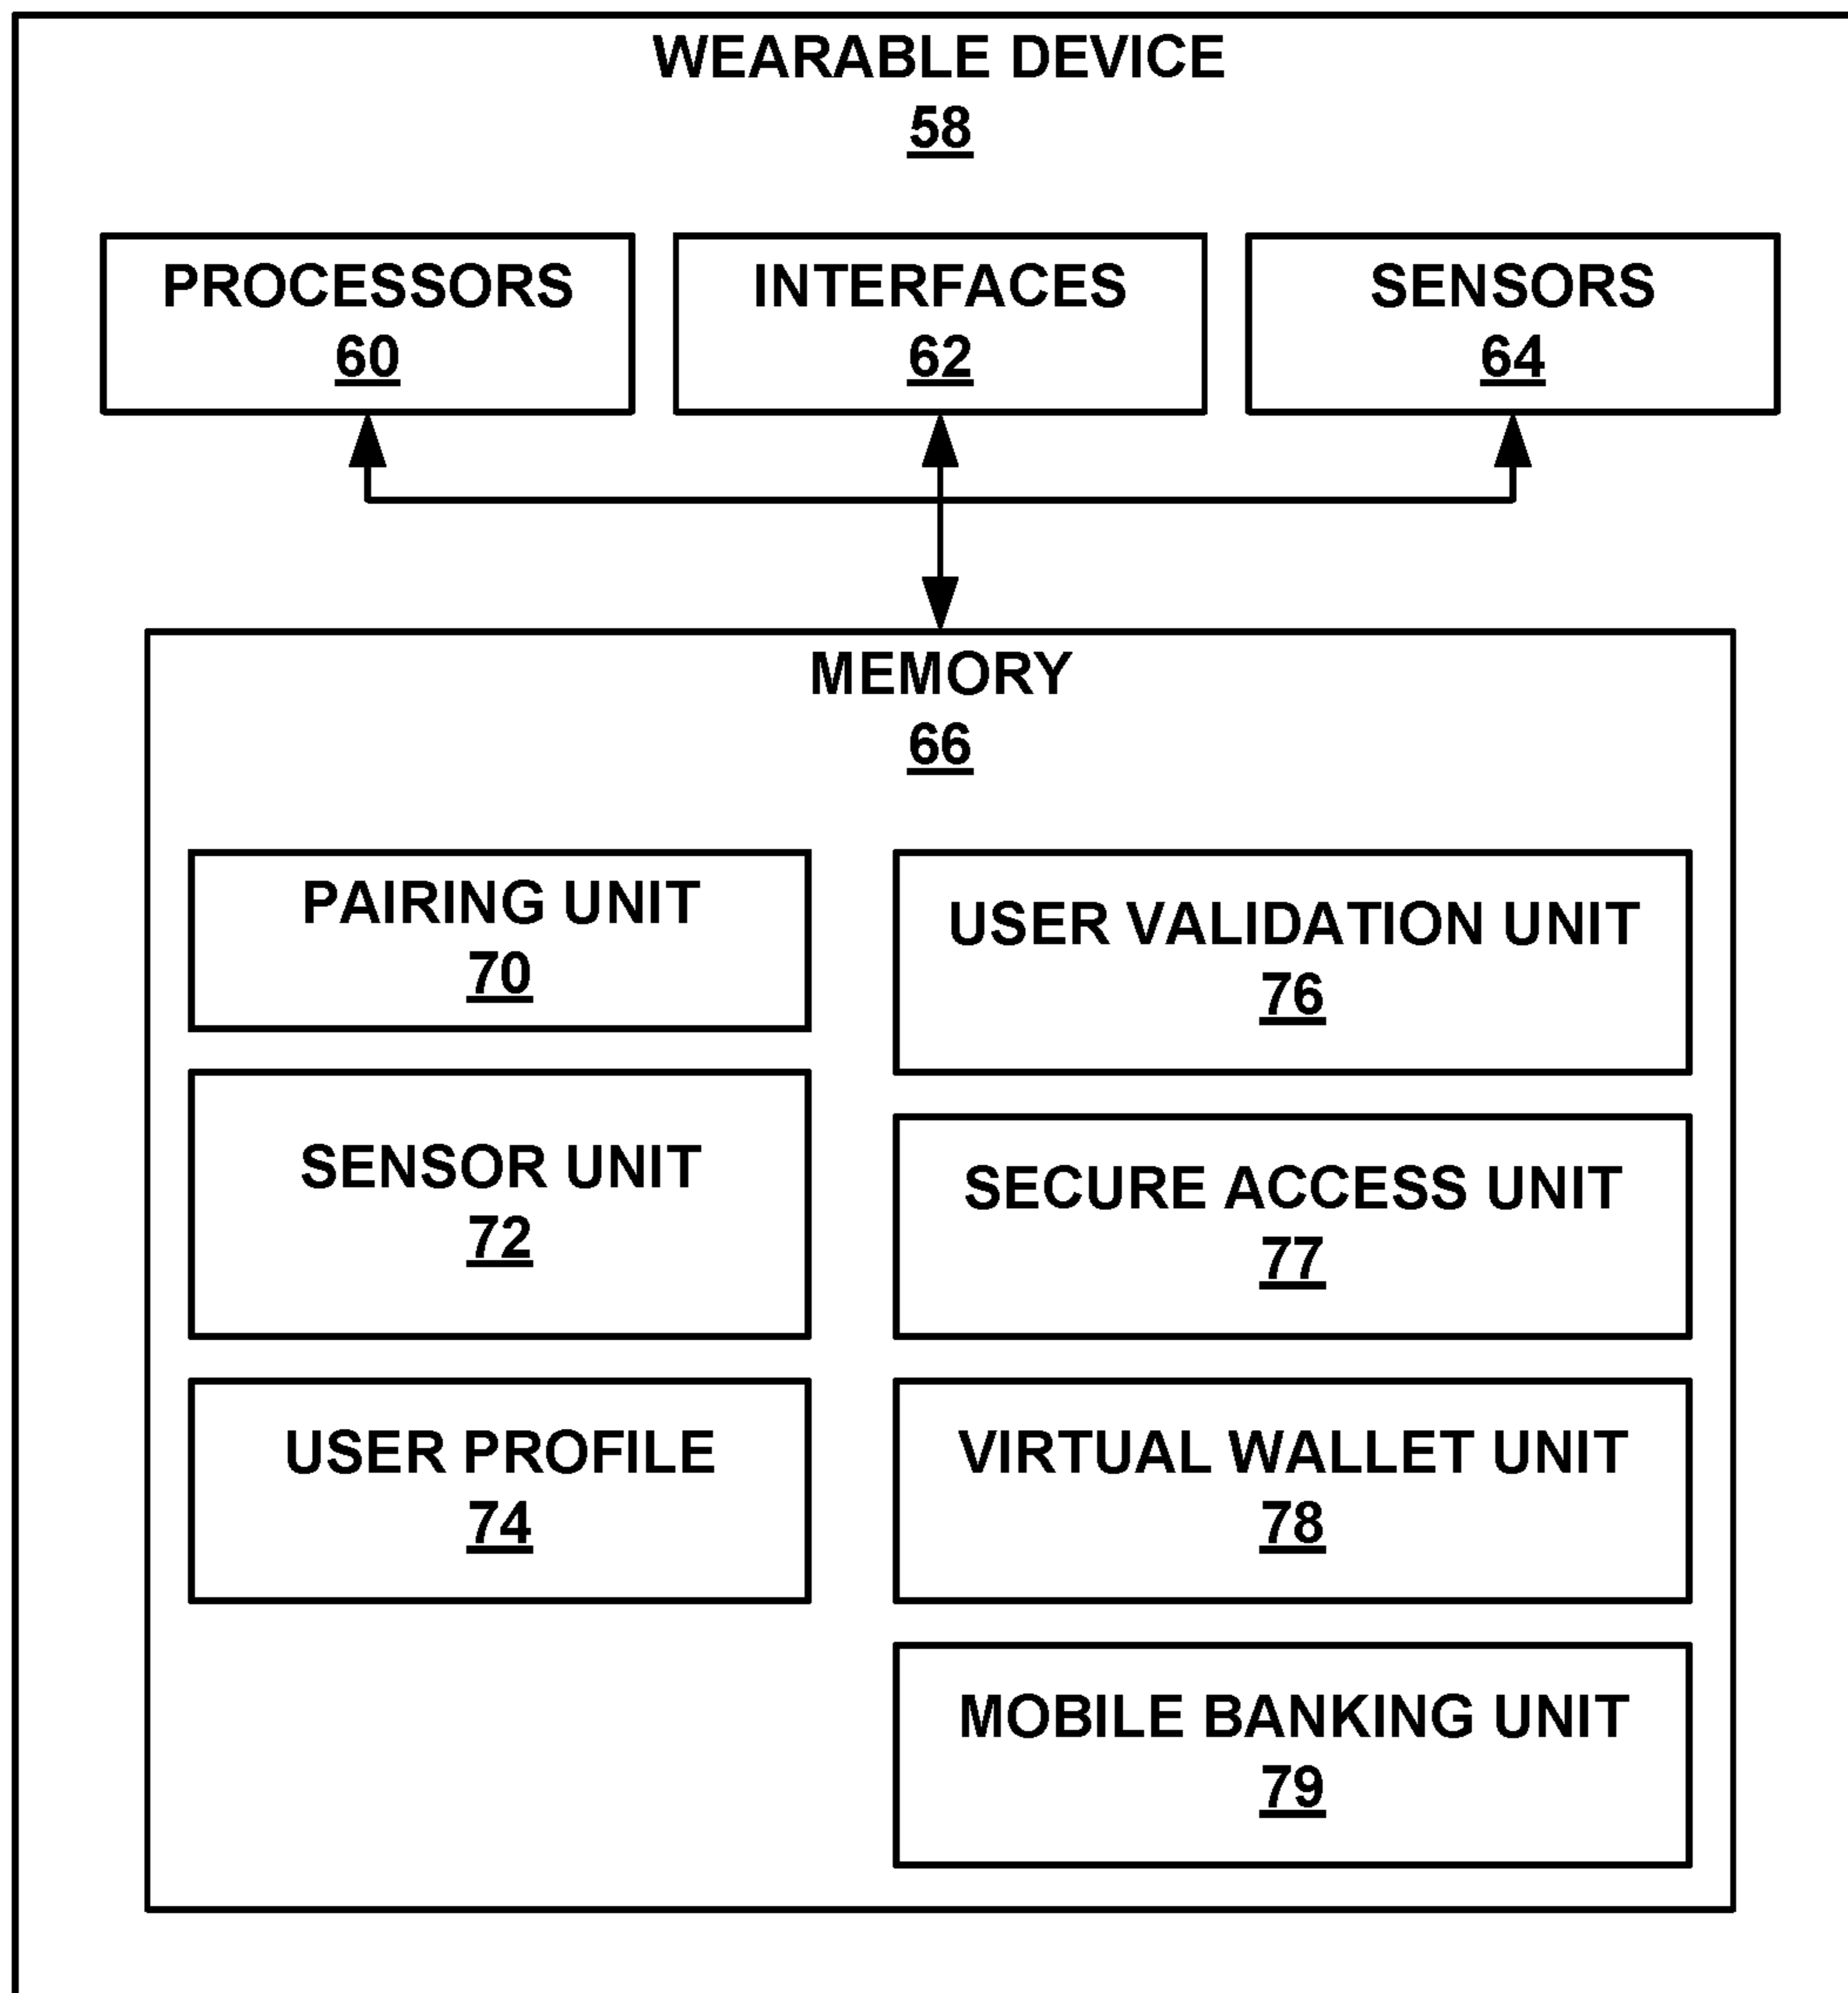 WEARABLE DEVICE
58
PROCESSORS
60
INTERFACES
62
SENSORS
64
MEMORY
66
PAIRING UNIT
70
SENSOR UNIT
72
USER PROFILE
74
USER VALIDATION UNIT
76
SECURE ACCESS UNIT
77
VIRTUAL WALLET UNIT
78
MOBILE BANKING UNIT
79